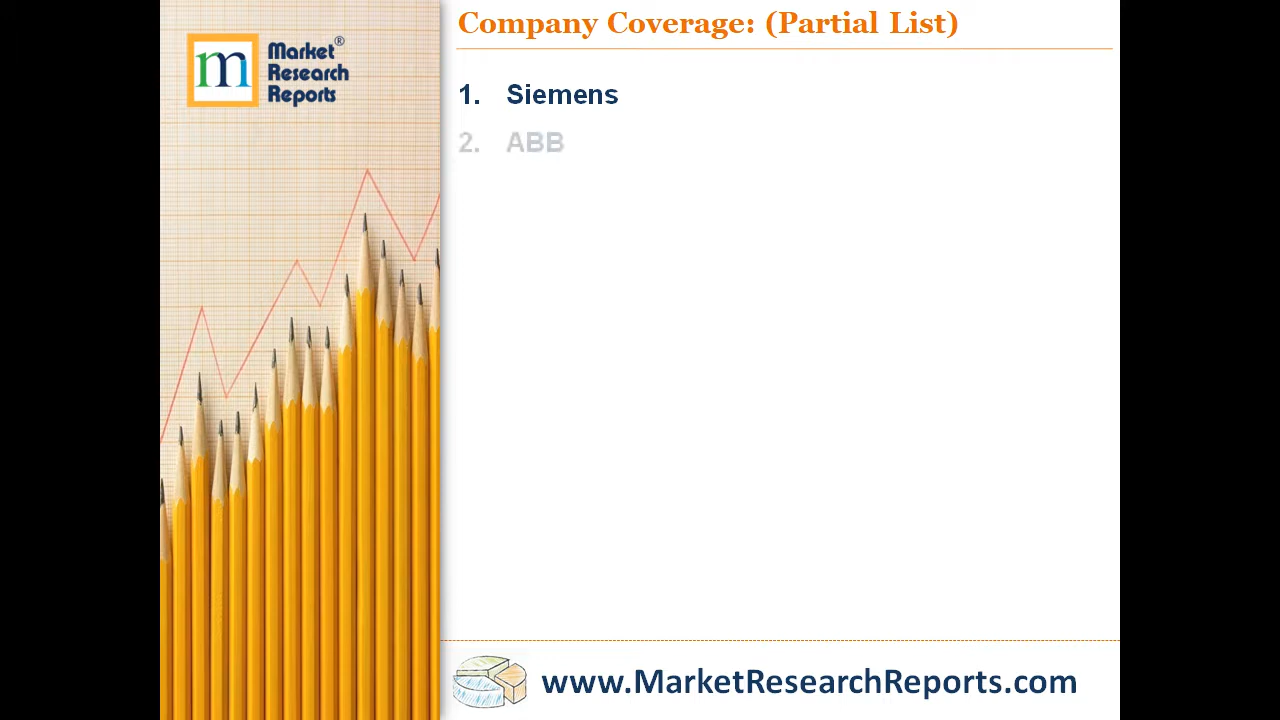 Company Coverage: (Partial List)
m
Market®
Research
Reports
1. Siemens
2. ABB
www.MarketResearchReports.com